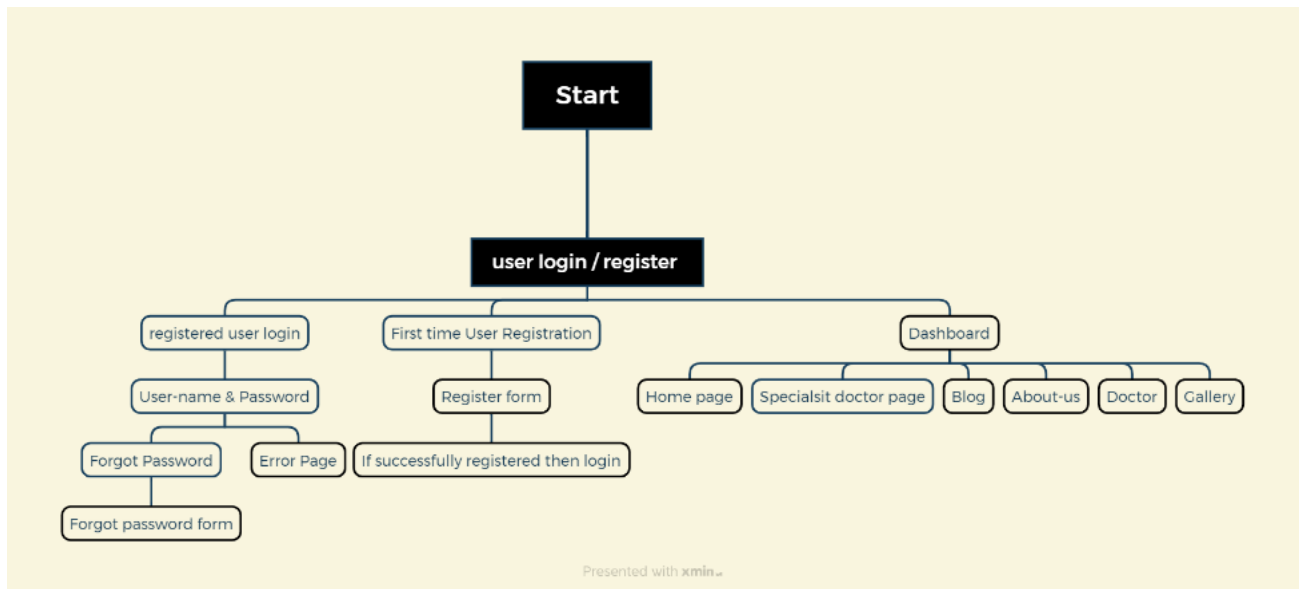 Start
user login / register
registered user login
First time User Registration
Dashboard
User-name & Password
Register form
Home page
Specialsit doctor page
Blog
About-us
Doctor
Gallery
Forgot Password
Error Page
If successfully registered then login
Forgot password form
Presented with xmin